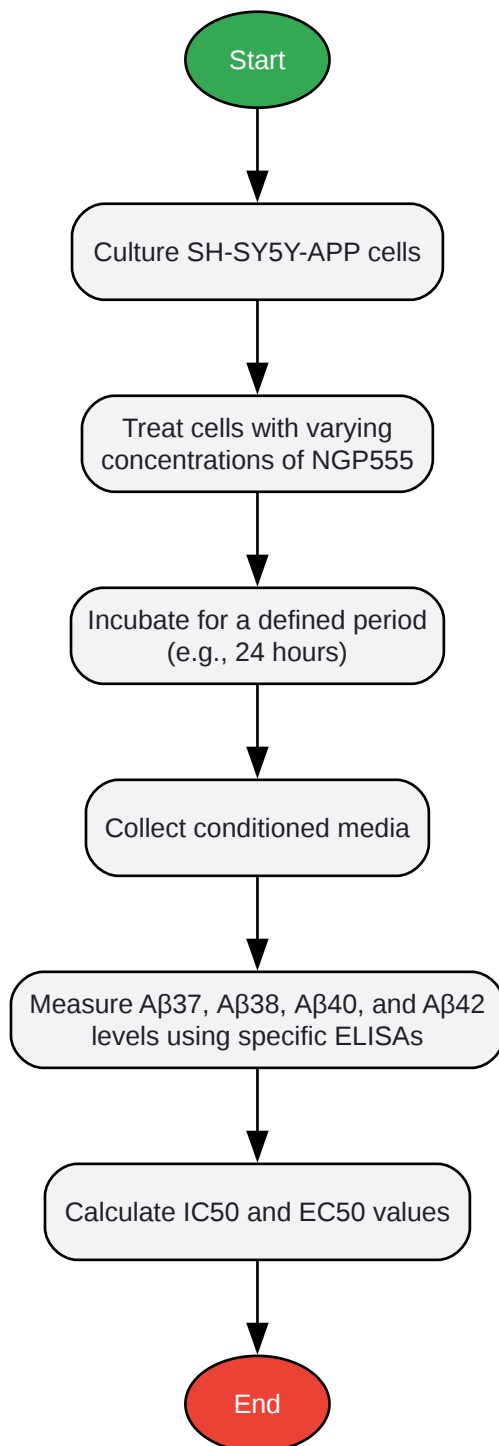 Start
Culture SH-SY5Y-APP cells
Treat cells with varying
concentrations of NGP555
Incubate for a defined period
(e.g., 24 hours)
Collect conditioned media
Measure Aβ37, Aβ38, Aβ40, and Aβ42
levels using specific ELISAs
Calculate IC50 and EC50 values
End